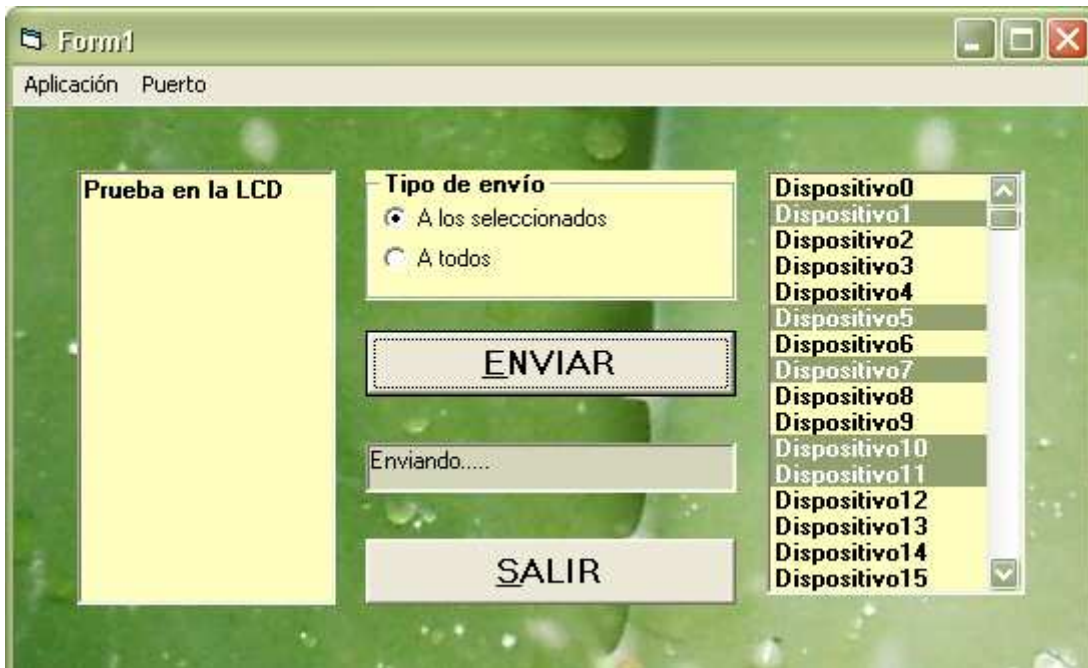 Form1
Aplicación Puerto
Prueba en la LCD
Tipo de envío
A los seleccionados
A todos
ENVIAR
Enviando.....
SALIR
Dispositivo0
Dispositivo1
Dispositivo2
Dispositivo3
Dispositivo4
Dispositivo5
Dispositivo6
Dispositivo7
Dispositivo8
Dispositivo9
Dispositivo10
Dispositivo11
Dispositivo12
Dispositivo13
Dispositivo14
Dispositivo15